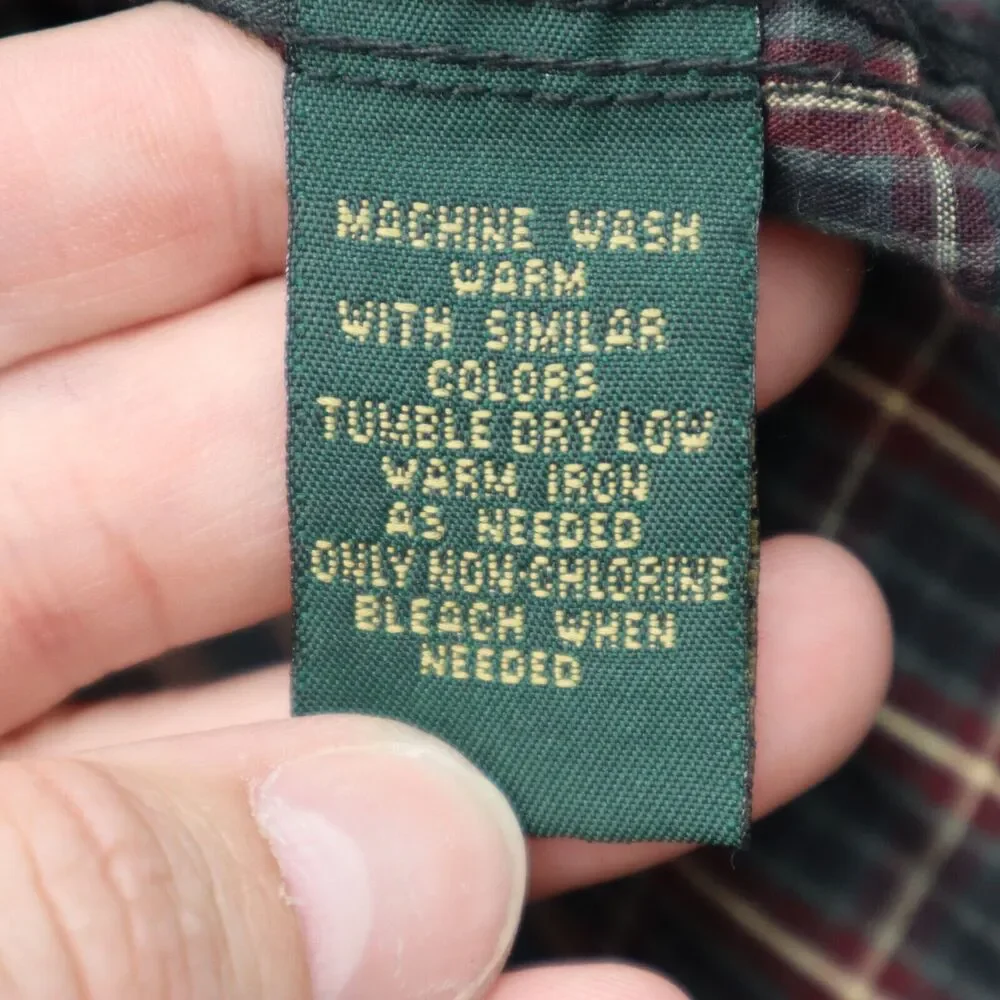 MACHINE WASH
WARM
WITH SIMILAR
COLORS
TUMBLE DRY LOW
WARM IRON
AS NEEDED
ONLY NON-CHLORINE
BLEACH WHEN
NEEDED